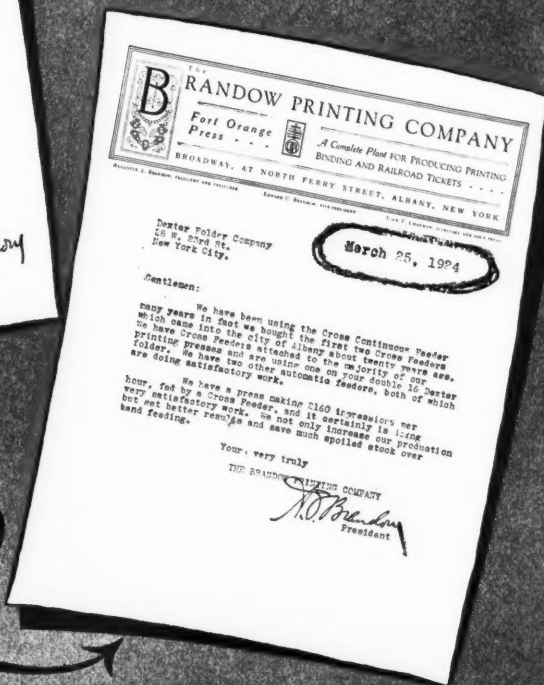 The
BRANDOW PRINTING COMPANY
Fort Orange
Press . . .
A Complete Plant FOR PRODUCING PRINTING
BINDING AND RAILROAD TICKETS . . . .
BROADWAY, AT NORTH FERRY STREET, ALBANY, NEW YORK
Dexter Folder Company
28 W. 23rd St.
New York City.
March 25, 1924
Gentlemen:
We have been using the Cross Continuous Feeder
many years in fact we bought the first two Cross Feeders
which came into the city of Albany about twenty years ago.
We have Cross Feeders attached to the majority of our
printing presses and are using one on your double 16 Dexter
folder. We have two other automatic feeders, both of which
are doing satisfactory work.
We have a press making 2160 impressions per
hour, fed by a Cross Feeder, and it certainly is doing
very satisfactory work. We not only increase our production
but get better results and save much spoiled stock over
hand feeding.
Yours very truly
THE BRANDOW PRINTING COMPANY
Brandow
President